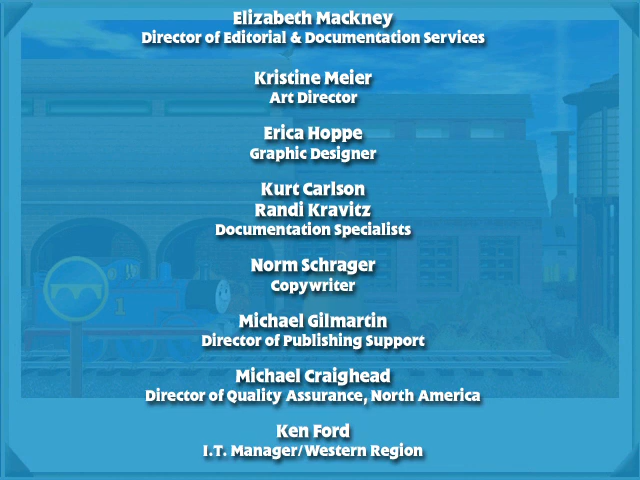 Elizabeth Mackney
Director of Editorial & Documentation Services
Kristine Meier
Art Director
Erica Hoppe
Graphic Designer
Kurt Carlson
Randi Kravitz
Documentation Specialists
Norm Schrager
Copywriter
Michael Gilmartin
Director of Publishing Support
Michael Craighead
Director of Quality Assurance, North America
Ken Ford
I.T. Manager/Western Region
1